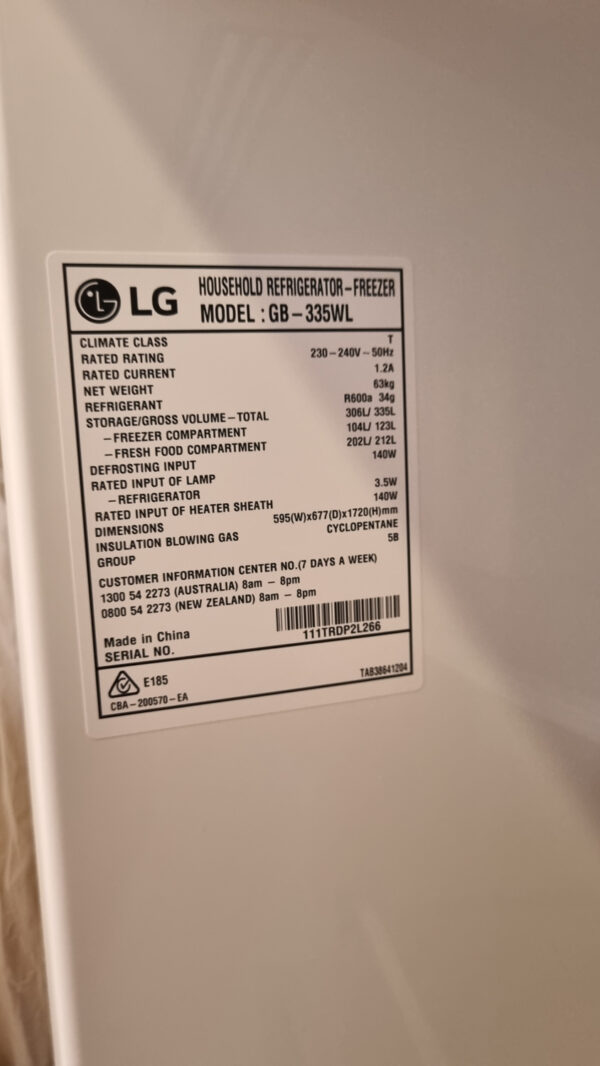 LG
HOUSEHOLD REFRIGERATOR-FREEZER
MODEL : GB-335WL
CLIMATE CLASS T
RATED RATING 230-240V~50Hz
RATED CURRENT 1.2A
NET WEIGHT 63kg
REFRIGERANT R600a 34g
STORAGE/GROSS VOLUME-TOTAL 306L/ 335L
-FREEZER COMPARTMENT 104L/ 123L
-FRESH FOOD COMPARTMENT 202L/ 212L
DEFROSTING INPUT 140W
RATED INPUT OF LAMP
-REFRIGERATOR 3.5W
RATED INPUT OF HEATER SHEATH 140W
DIMENSIONS 595(W)x677(D)x1720(H)mm
INSULATION BLOWING GAS CYCLOPENTANE
GROUP 5B
CUSTOMER INFORMATION CENTER NO.(7 DAYS A WEEK)
1300 54 2273 (AUSTRALIA) 8am - 8pm
0800 54 2273 (NEW ZEALAND) 8am - 8pm
Made in China
SERIAL NO. 111TRDP2L266
E185
CBA-200570-EA TAB38641204